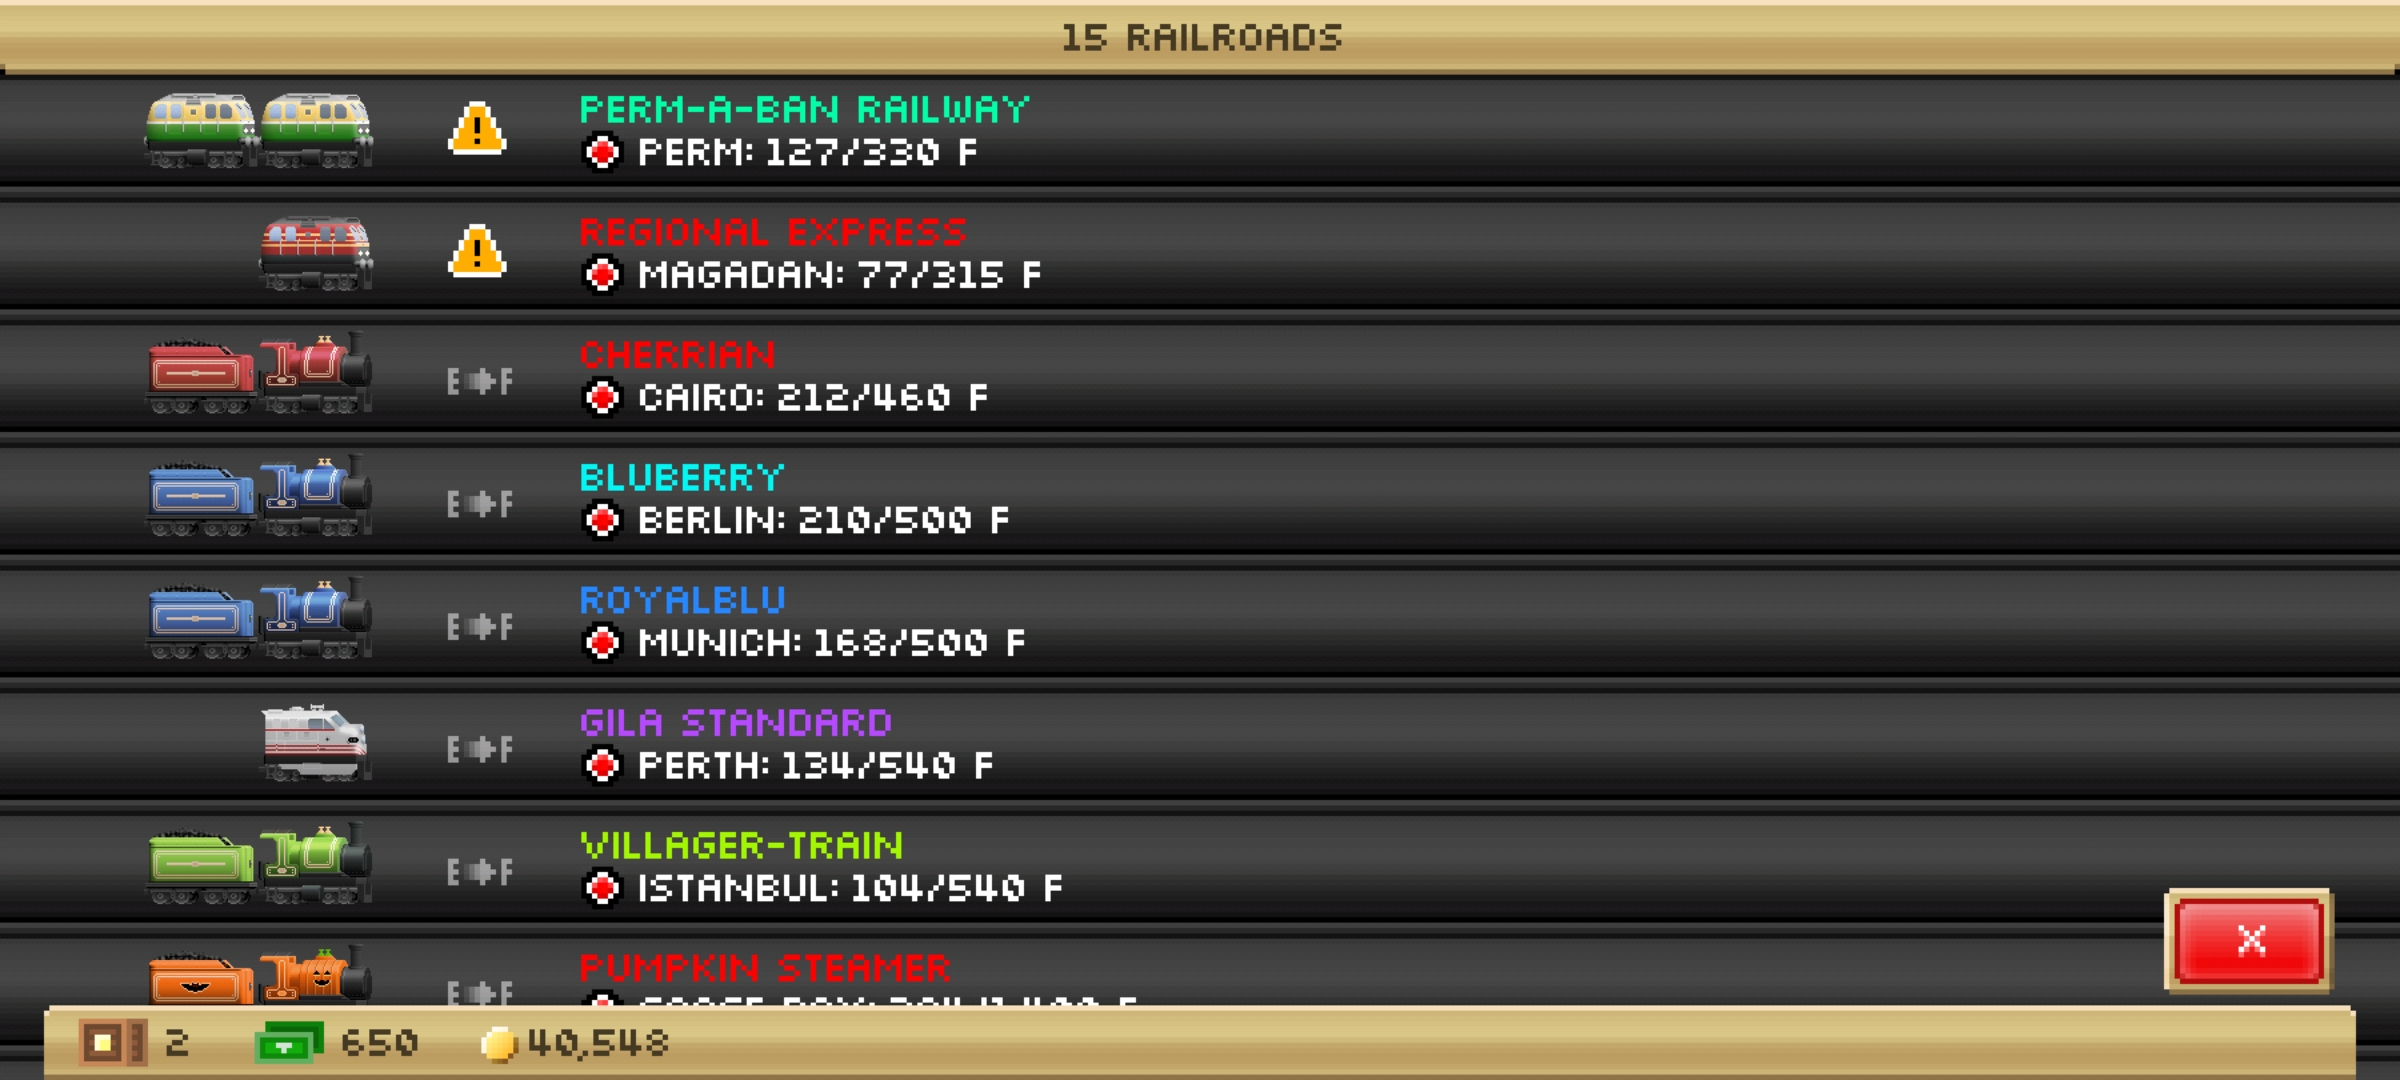 15 RAILROADS
PERM-A-BAN RAILWAY
PERM: 127/330 F
REGIONAL EXPRESS
MAGADAN: 77/315 F
CHERRIAN
E F
CAIRO: 212/460 F
BLUBERRY
E F
BERLIN: 210/500 F
ROYALBLU
E F
MUNICH: 168/500 F
GILA STANDARD
E F
PERTH: 134/540 F
VILLAGER-TRAIN
E F
ISTANBUL: 104/540 F
PUMPKIN STEAMER
E F
X
2 650 40,548